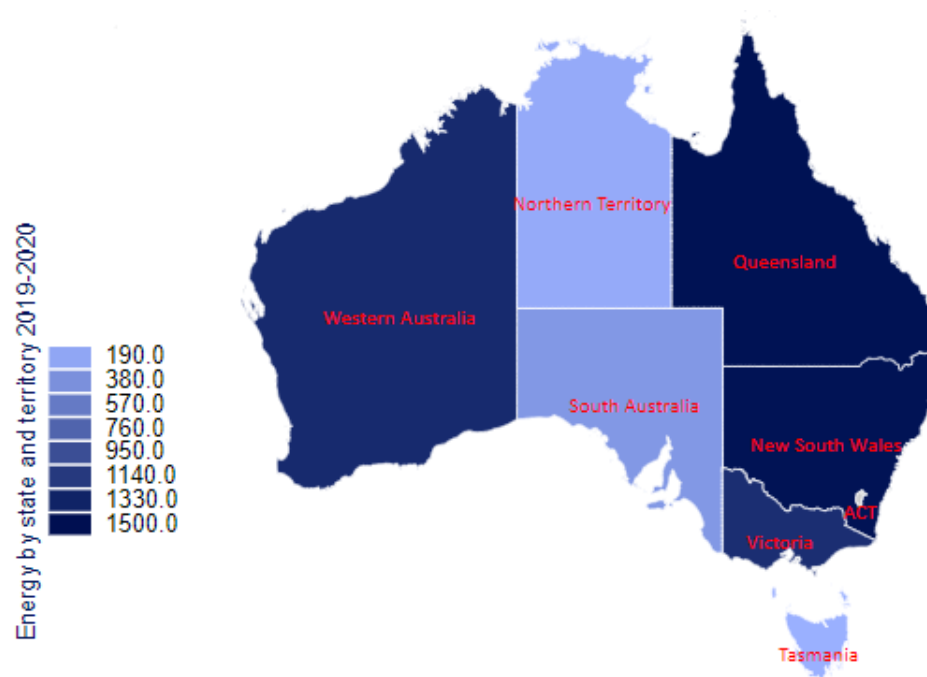 Energy by state and territory 2019-2020
190.0
380.0
570.0
760.0
950.0
1140.0
1330.0
1500.0
Northern Territory
Queensland
Western Australia
South Australia
New South Wales
ACT
Victoria
Tasmania